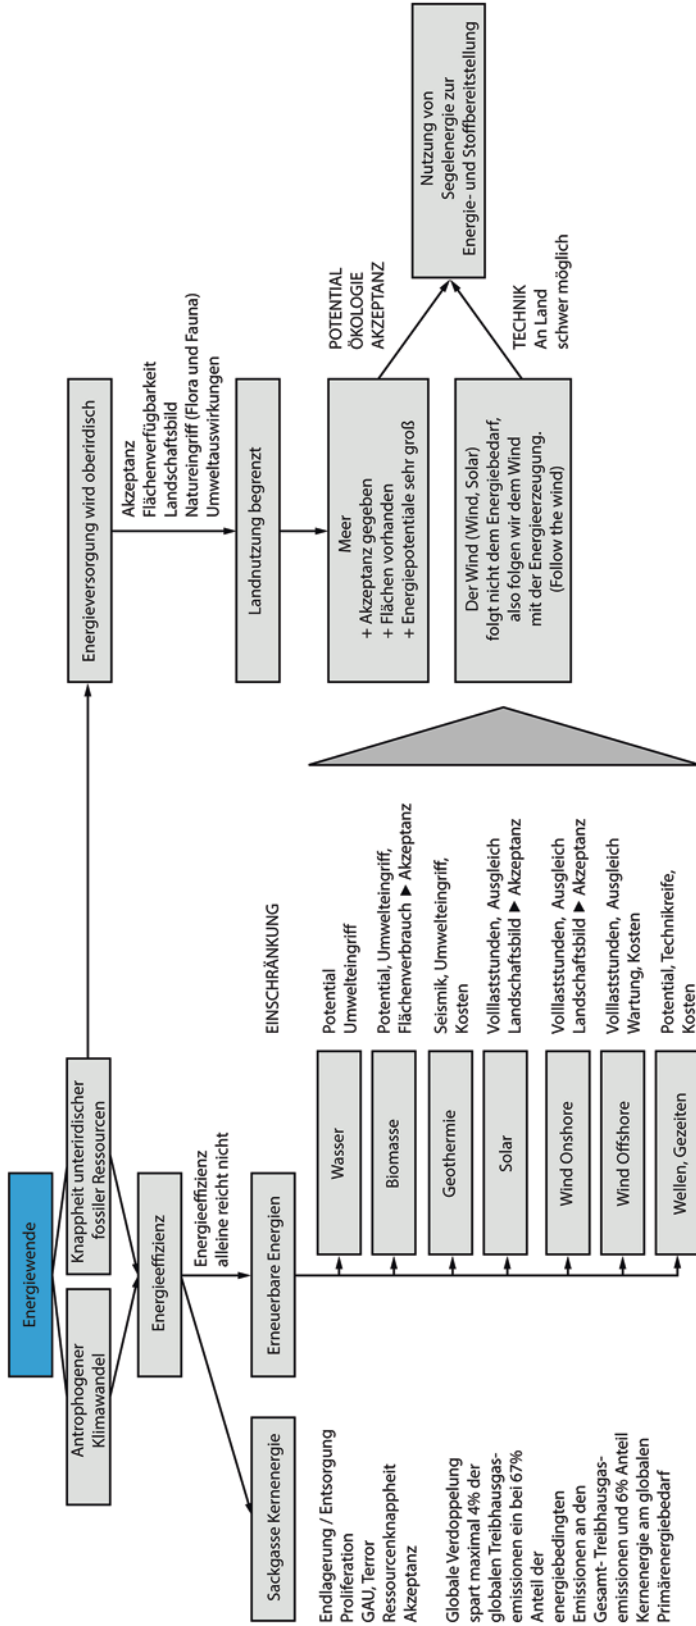 Energiewende
Antrophogener
Klimawandel
Knappheit unterirdischer
fossiler Ressourcen
Energieeffizienz
Energieeffizienz
alleine reicht nicht
Sackgasse Kernenergie
Endlagerung / Entsorgung
Proliferation
GAU, Terror
Ressourcenknappheit
Akzeptanz
Globale Verdoppelung
spart maximal 4% der
globalen Treibhausgas-
emissionen ein bei 67%
Anteil der
energiebedingten
Emissionen an den
Gesamt- Treibhausgas-
emissionen und 6% Anteil
Kernenergie am globalen
Primärenergiebedarf
Erneuerbare Energien
EINSCHRÄNKUNG
Wasser
Potential
Umwelteingriff
Biomasse
Potential, Umwelteingriff,
Flächenverbrauch ► Akzeptanz
Geothermie
Seismik, Umwelteingriff,
Kosten
Solar
Volllaststunden, Ausgleich
Landschaftsbild ► Akzeptanz
Wind Onshore
Volllaststunden, Ausgleich
Landschaftsbild ► Akzeptanz
Wind Offshore
Volllaststunden, Ausgleich
Wartung, Kosten
Wellen, Gezeiten
Potential, Technikreife,
Kosten
Energieversorgung wird oberirdisch
Akzeptanz
Flächenverfügbarkeit
Landschaftsbild
Natureingriff (Flora und Fauna)
Umweltauswirkungen
Landnutzung begrenzt
Meer
+ Akzeptanz gegeben
+ Flächen vorhanden
+ Energiepotentiale sehr groß
Der Wind (Wind, Solar)
folgt nicht dem Energiebedarf,
also folgen wir dem Wind
mit der Energieerzeugung.
(Follow the wind)
POTENTIAL
ÖKOLOGIE
AKZEPTANZ
TECHNIK
An Land
schwer möglich
Nutzung von
Segelenergie zur
Energie- und Stoffbereitstellung